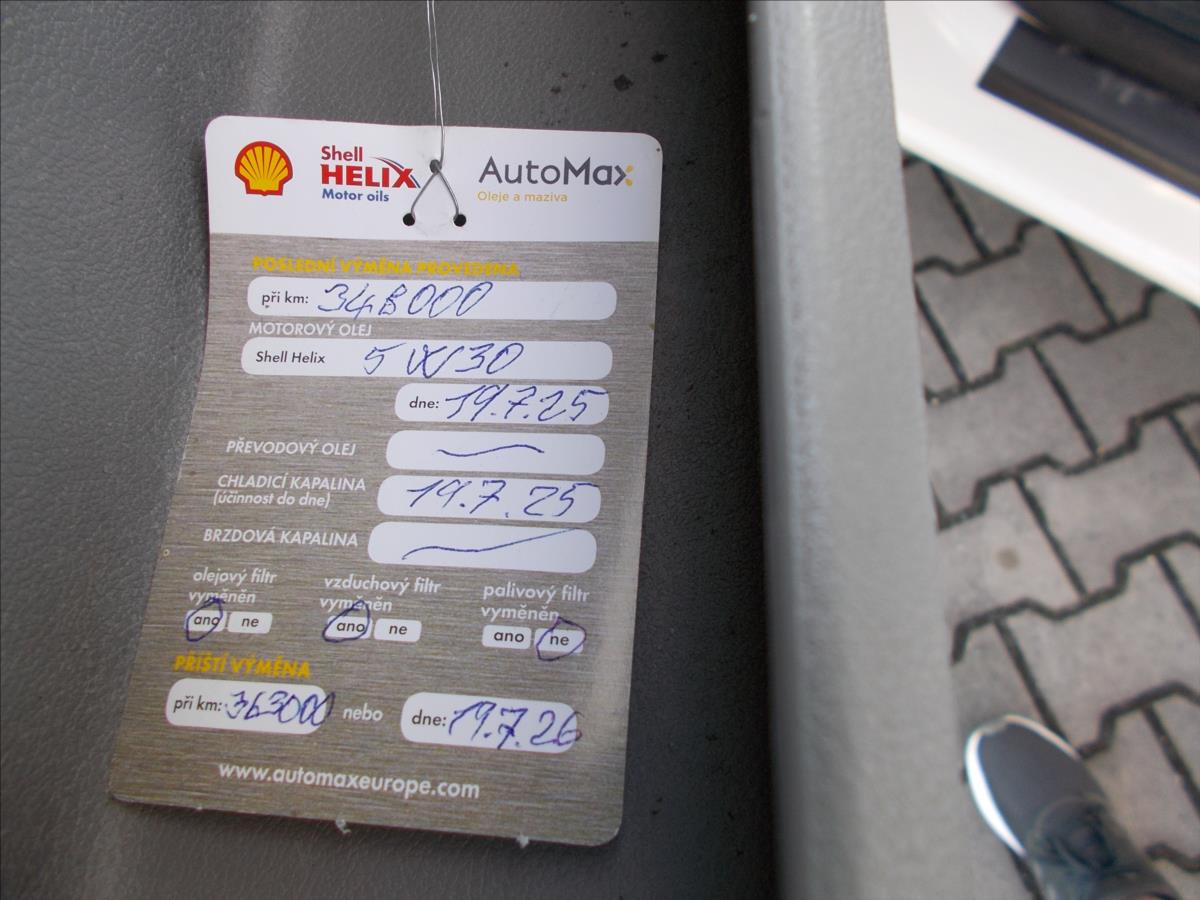 Shell
HELIX
Motor oils
AutoMax
Oleje a maziva
POSLEDNÍ VÝMĚNA PROVEDENA
při km: 348000
MOTOROVÝ OLEJ
Shell Helix 5W30
dne: 19.7.25
PŘEVODOVÝ OLEJ
CHLADICÍ KAPALINA
(účinnost do dne) 19.7.25
BRZDOVÁ KAPALINA
olejový filtr
vyměněn
ano ne
vzduchový filtr
vyměněn
ano ne
palivový filtr
vyměněn
ano ne
PŘÍŠTÍ VÝMĚNA
při km: 363000 nebo dne: 19.7.26
www.automaxeurope.com